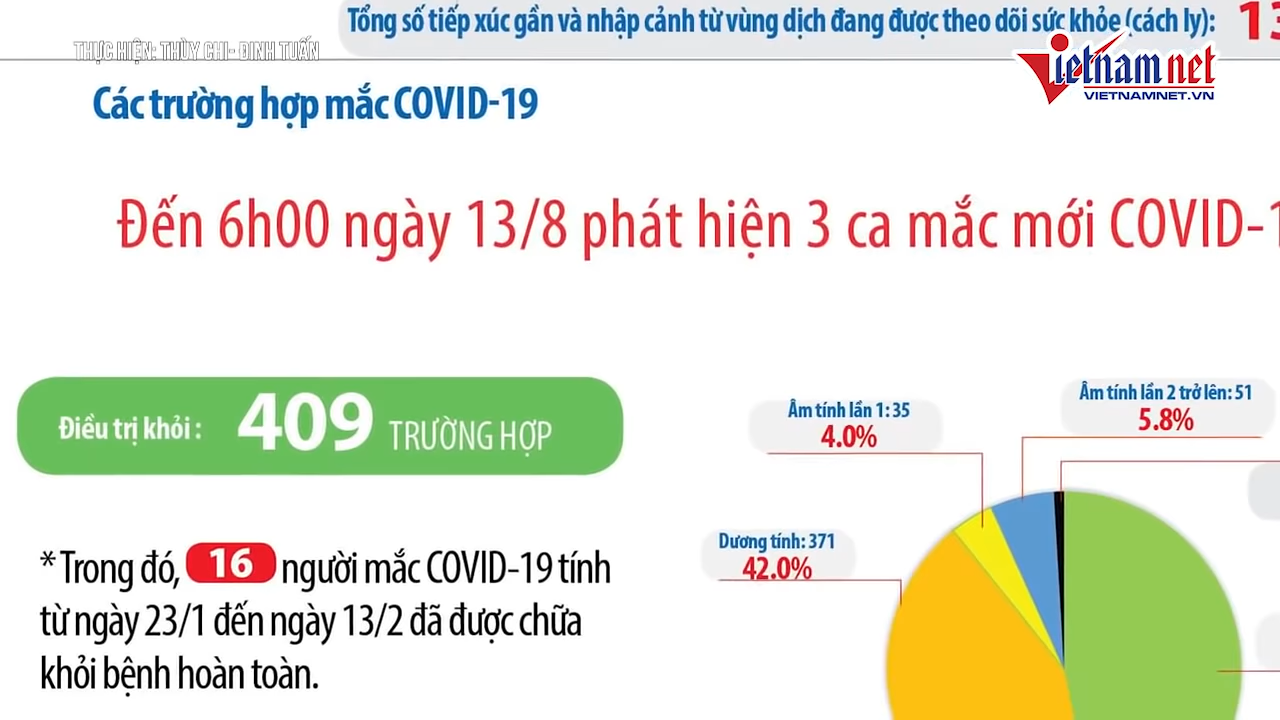 Tổng số tiếp xúc gần và nhập cảnh từ vùng dịch đang được theo dõi sức khỏe (cách ly):
THỰC HIỆN: THÙY CHI- ĐINH TUẤN
Vietnam net
VIETNAMNET.VN
Các trường hợp mắc COVID-19
Đến 6h00 ngày 13/8 phát hiện 3 ca mắc mới COVID-1
Điều trị khỏi : 409 TRƯỜNG HỢP
Âm tính lần 1: 35
4.0%
Âm tính lần 2 trở lên: 51
5.8%
Dương tính: 371
42.0%
* Trong đó, 16 người mắc COVID-19 tính
từ ngày 23/1 đến ngày 13/2 đã được chữa
khỏi bệnh hoàn toàn.